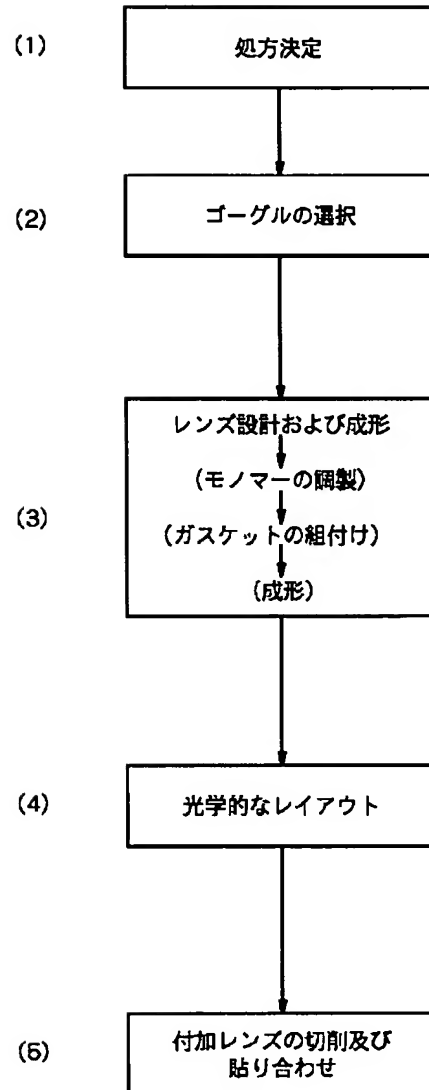 (1)
処方決定
(2)
ゴーグルの選択
(3)
レンズ設計および成形
(モノマーの調製)
(ガスケットの組付け)
(成形)
(4)
光学的なレイアウト
(5)
付加レンズの切削及び
貼り合わせ